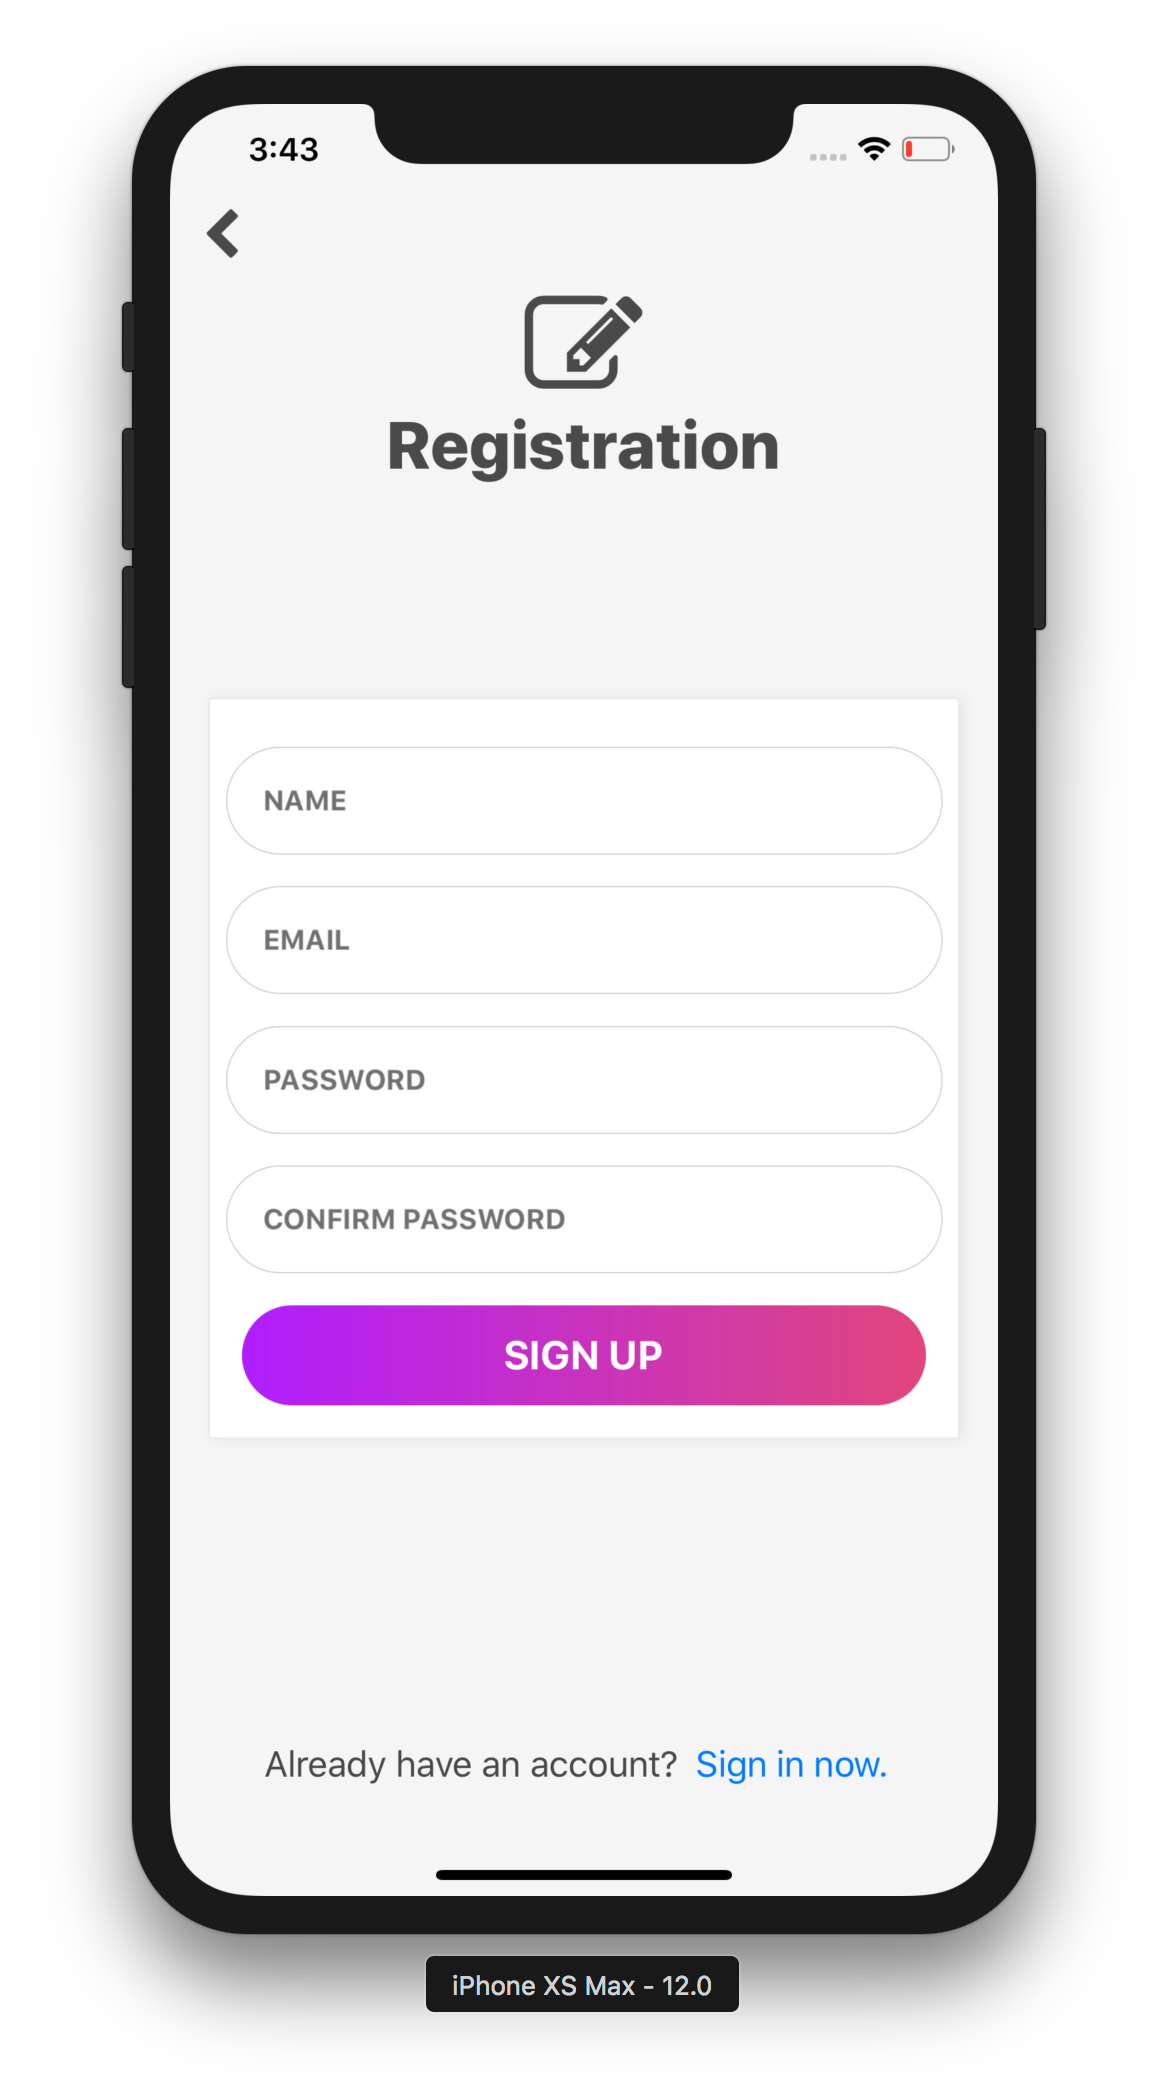 3:43
Registration
NAME
EMAIL
PASSWORD
CONFIRM PASSWORD
SIGN UP
Already have an account? Sign in now.
iPhone XS Max - 12.0